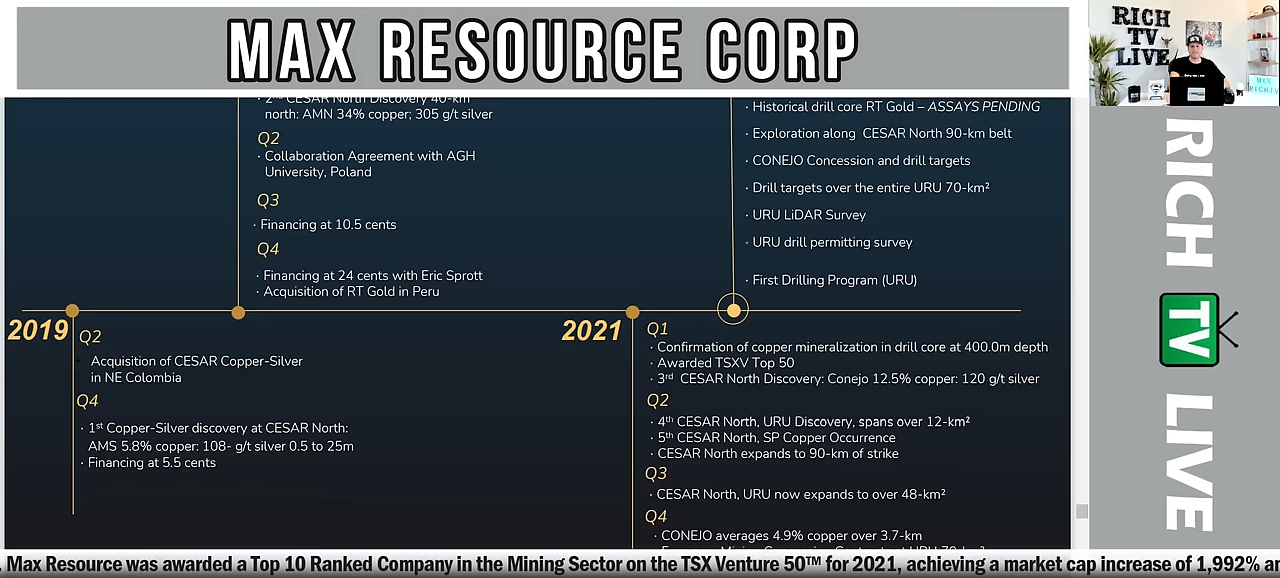 MAX RESOURCE CORP
RICH
TV
LIVE
· 2nd CESAR North Discovery 40-km
north: AMN 34% copper; 305 g/t silver
Q2
· Collaboration Agreement with AGH
University, Poland
Q3
· Financing at 10.5 cents
Q4
· Financing at 24 cents with Eric Sprott
· Acquisition of RT Gold in Peru
· Historical drill core RT Gold – ASSAYS PENDING
· Exploration along CESAR North 90-km belt
· CONEJO Concession and drill targets
· Drill targets over the entire URU 70-km²
· URU LiDAR Survey
· URU drill permitting survey
· First Drilling Program (URU)
2019
Q2
Acquisition of CESAR Copper-Silver
in NE Colombia
Q4
· 1st Copper-Silver discovery at CESAR North:
AMS 5.8% copper: 108- g/t silver 0.5 to 25m
· Financing at 5.5 cents
2021
Q1
· Confirmation of copper mineralization in drill core at 400.0m depth
· Awarded TSXV Top 50
· 3rd CESAR North Discovery: Conejo 12.5% copper: 120 g/t silver
Q2
· 4th CESAR North, URU Discovery, spans over 12-km²
· 5th CESAR North, SP Copper Occurrence
· CESAR North expands to 90-km of strike
Q3
· CESAR North, URU now expands to over 48-km²
Q4
· CONEJO averages 4.9% copper over 3.7-km
RICH TV LIVE
. Max Resource was awarded a Top 10 Ranked Company in the Mining Sector on the TSX Venture 50™ for 2021, achieving a market cap increase of 1,992% an